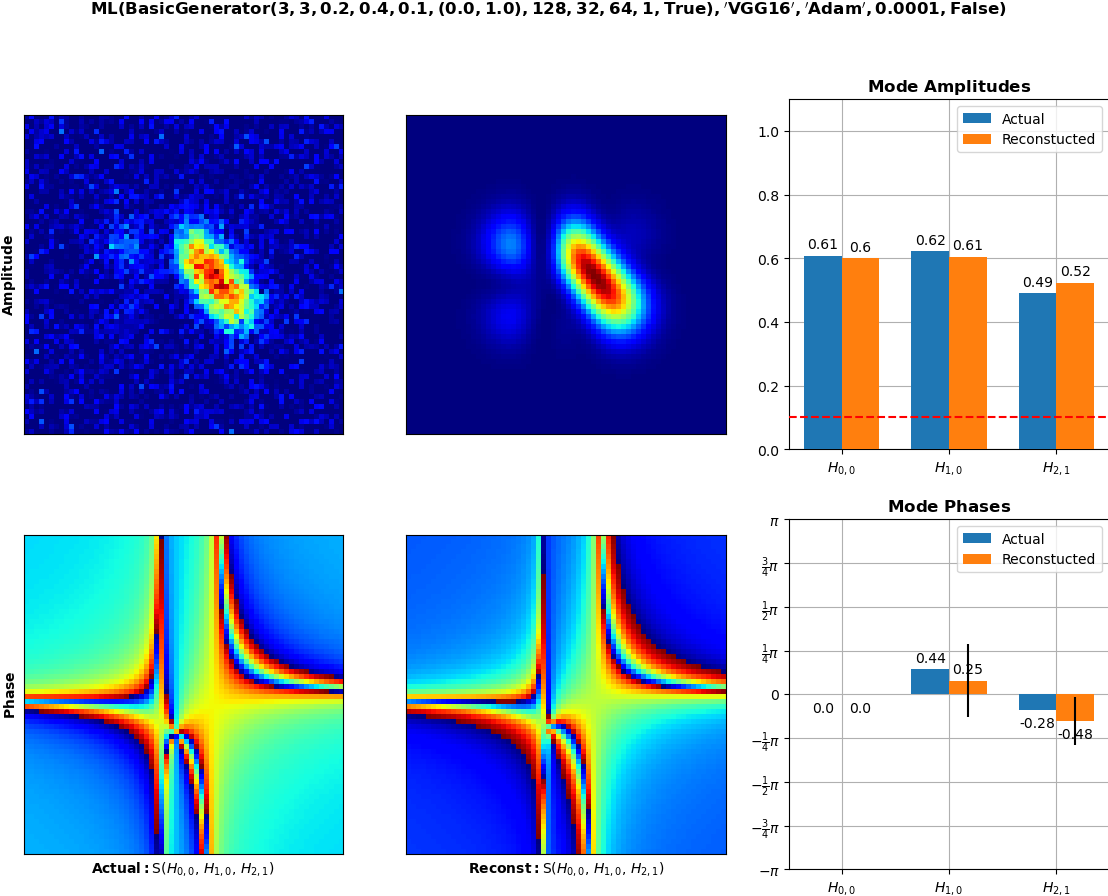 ML(BasicGenerator(3, 3, 0.2, 0.4, 0.1, (0.0, 1.0), 128, 32, 64, 1, True), ′VGG16′, ′Adam′, 0.0001, False)
Amplitude
Mode Amplitudes
Actual
Reconstucted
1.0
0.8
0.6
0.4
0.2
0.0
0.61
0.6
0.62
0.61
0.49
0.52
H0,0
H1,0
H2,1
Phase
Actual: S(H0,0, H1,0, H2,1)
Reconst: S(H0,0, H1,0, H2,1)
Mode Phases
Actual
Reconstucted
π
3/4π
1/2π
1/4π
0
−1/4π
−1/2π
−3/4π
−π
0.0
0.0
0.44
0.25
-0.28
-0.48
H0,0
H1,0
H2,1